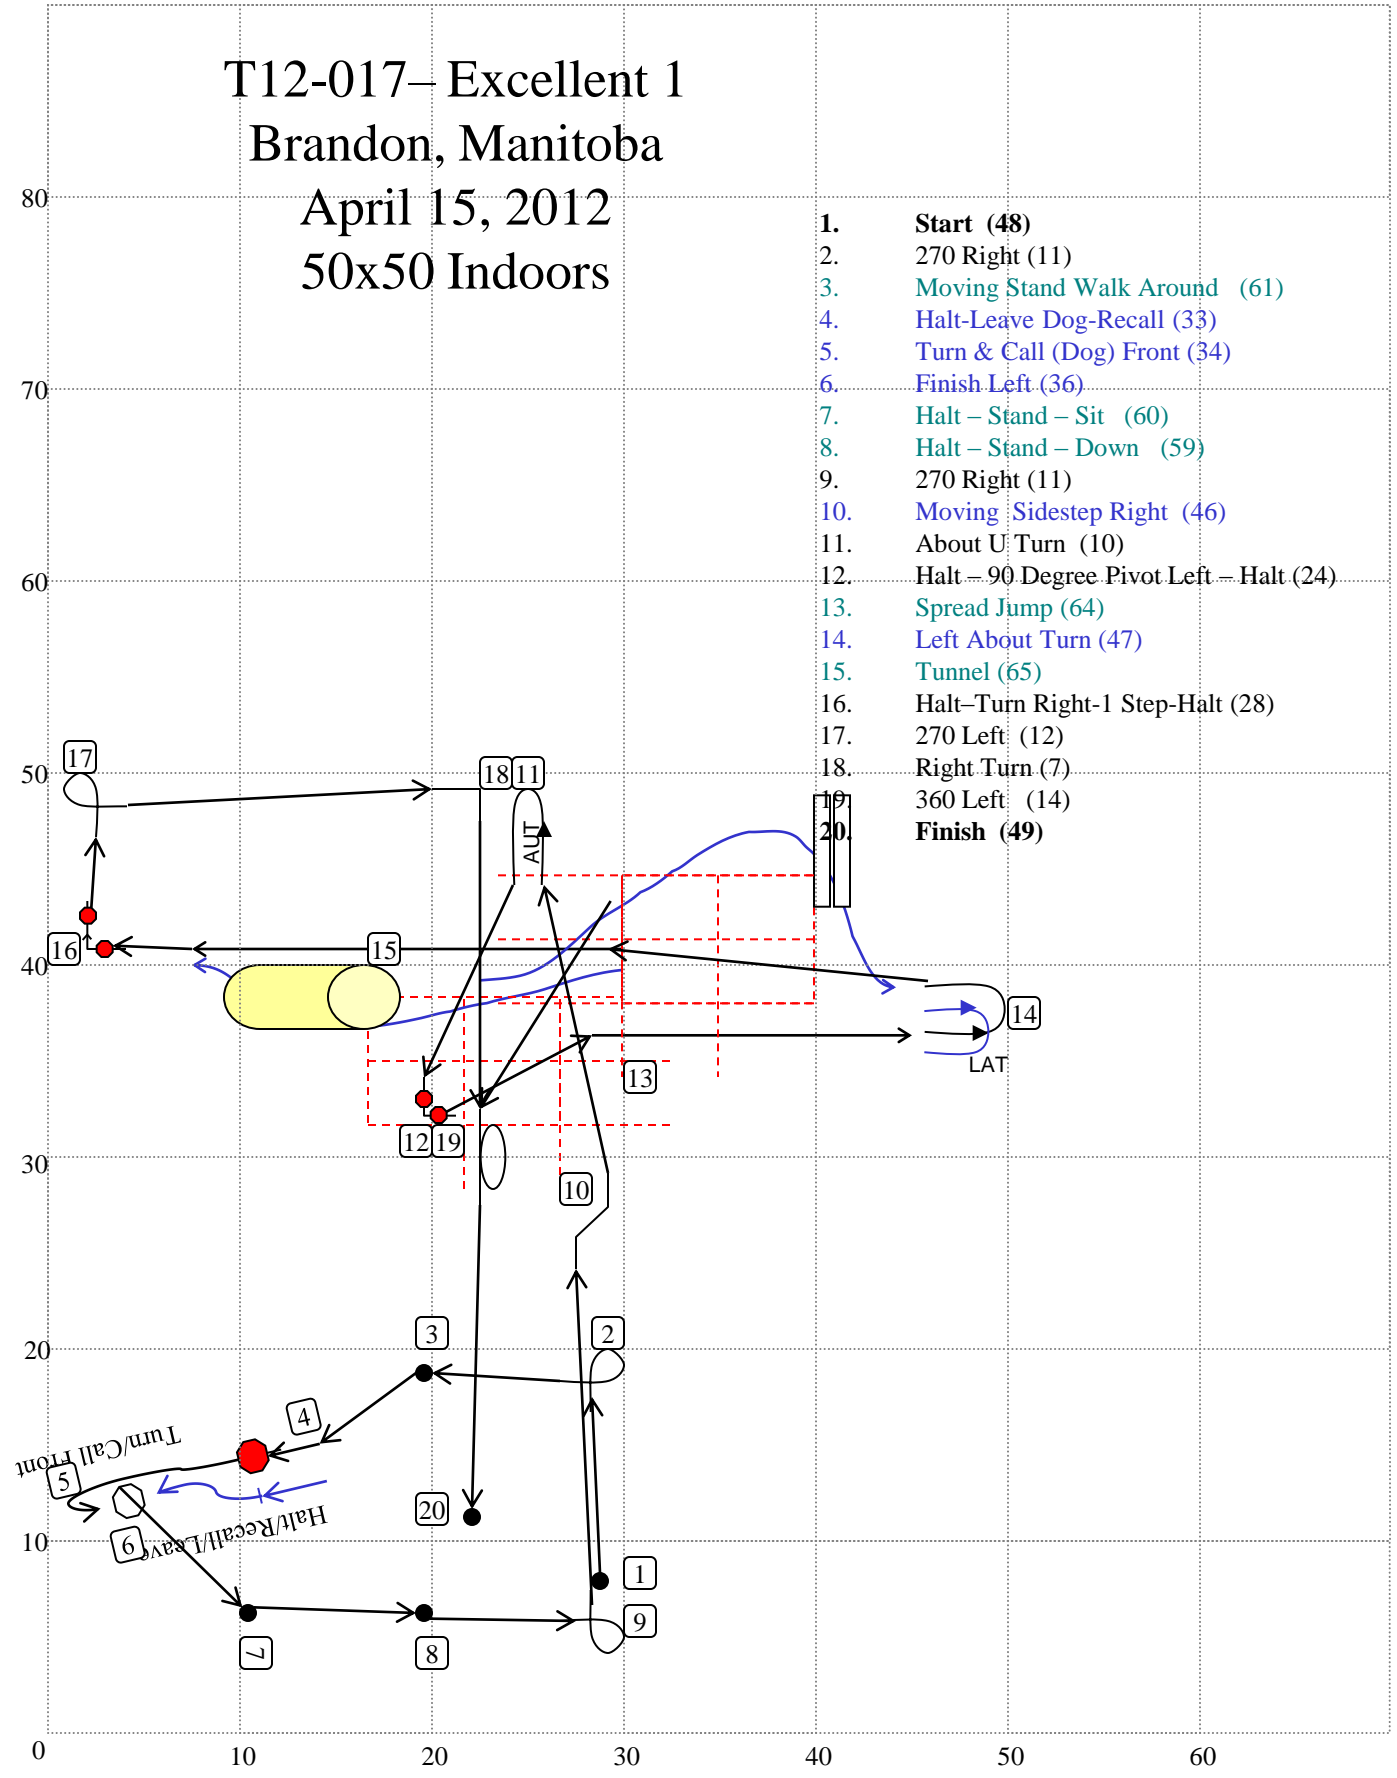 T12-017– Excellent 1
Brandon, Manitoba
April 15, 2012
50x50 Indoors
1. Start (48)
2. 270 Right (11)
3. Moving Stand Walk Around (61)
4. Halt-Leave Dog-Recall (33)
5. Turn & Call (Dog) Front (34)
6. Finish Left (36)
7. Halt – Stand – Sit (60)
8. Halt – Stand – Down (59)
9. 270 Right (11)
10. Moving Sidestep Right (46)
11. About U Turn (10)
12. Halt – 90 Degree Pivot Left – Halt (24)
13. Spread Jump (64)
14. Left About Turn (47)
15. Tunnel (65)
16. Halt–Turn Right-1 Step-Halt (28)
17. 270 Left (12)
18. Right Turn (7)
19. 360 Left (14)
20. Finish (49)
80
70
60
50
40
30
20
10
0
10
20
30
40
50
60
17
18
11
AUT
16
15
14
LAT
13
12
19
10
3
2
4
Turn/Call Front
5
20
Halt/Recall/Leave
6
1
9
7
8